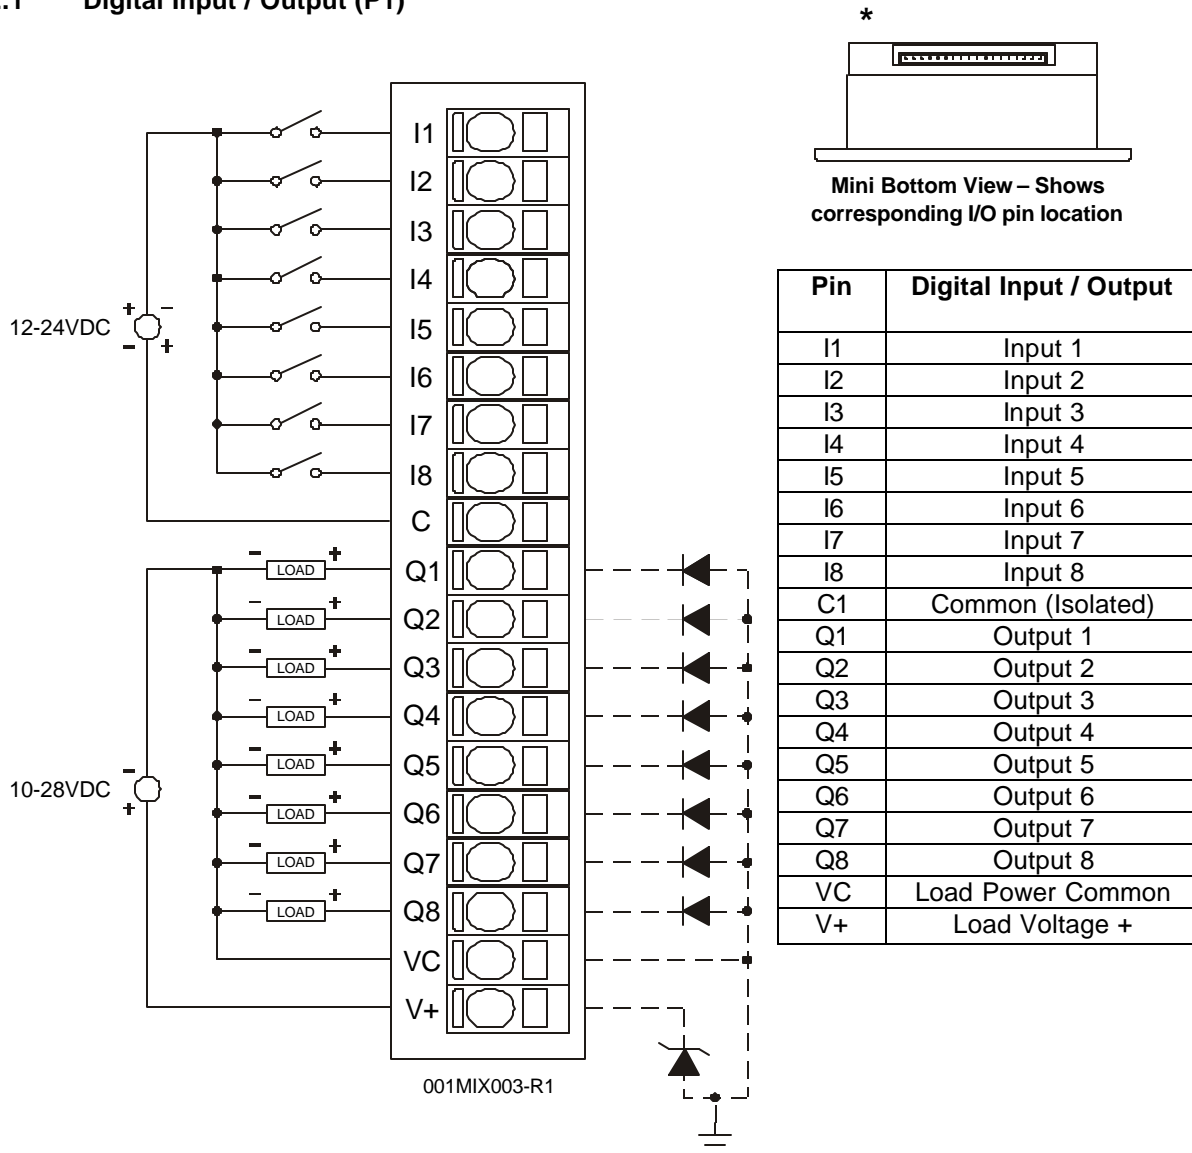 Digital Input / Output (P1)
*
Mini Bottom View – Shows
corresponding I/O pin location
I1
I2
I3
I4
12-24VDC
+ –
– +
I5
I6
I7
I8
C
– LOAD + Q1
– LOAD + Q2
– LOAD + Q3
– LOAD + Q4
– LOAD + Q5
10-28VDC
–
+
– LOAD + Q6
– LOAD + Q7
– LOAD + Q8
VC
V+
001MIX003-R1
Pin Digital Input / Output
I1 Input 1
I2 Input 2
I3 Input 3
I4 Input 4
I5 Input 5
I6 Input 6
I7 Input 7
I8 Input 8
C1 Common (Isolated)
Q1 Output 1
Q2 Output 2
Q3 Output 3
Q4 Output 4
Q5 Output 5
Q6 Output 6
Q7 Output 7
Q8 Output 8
VC Load Power Common
V+ Load Voltage +